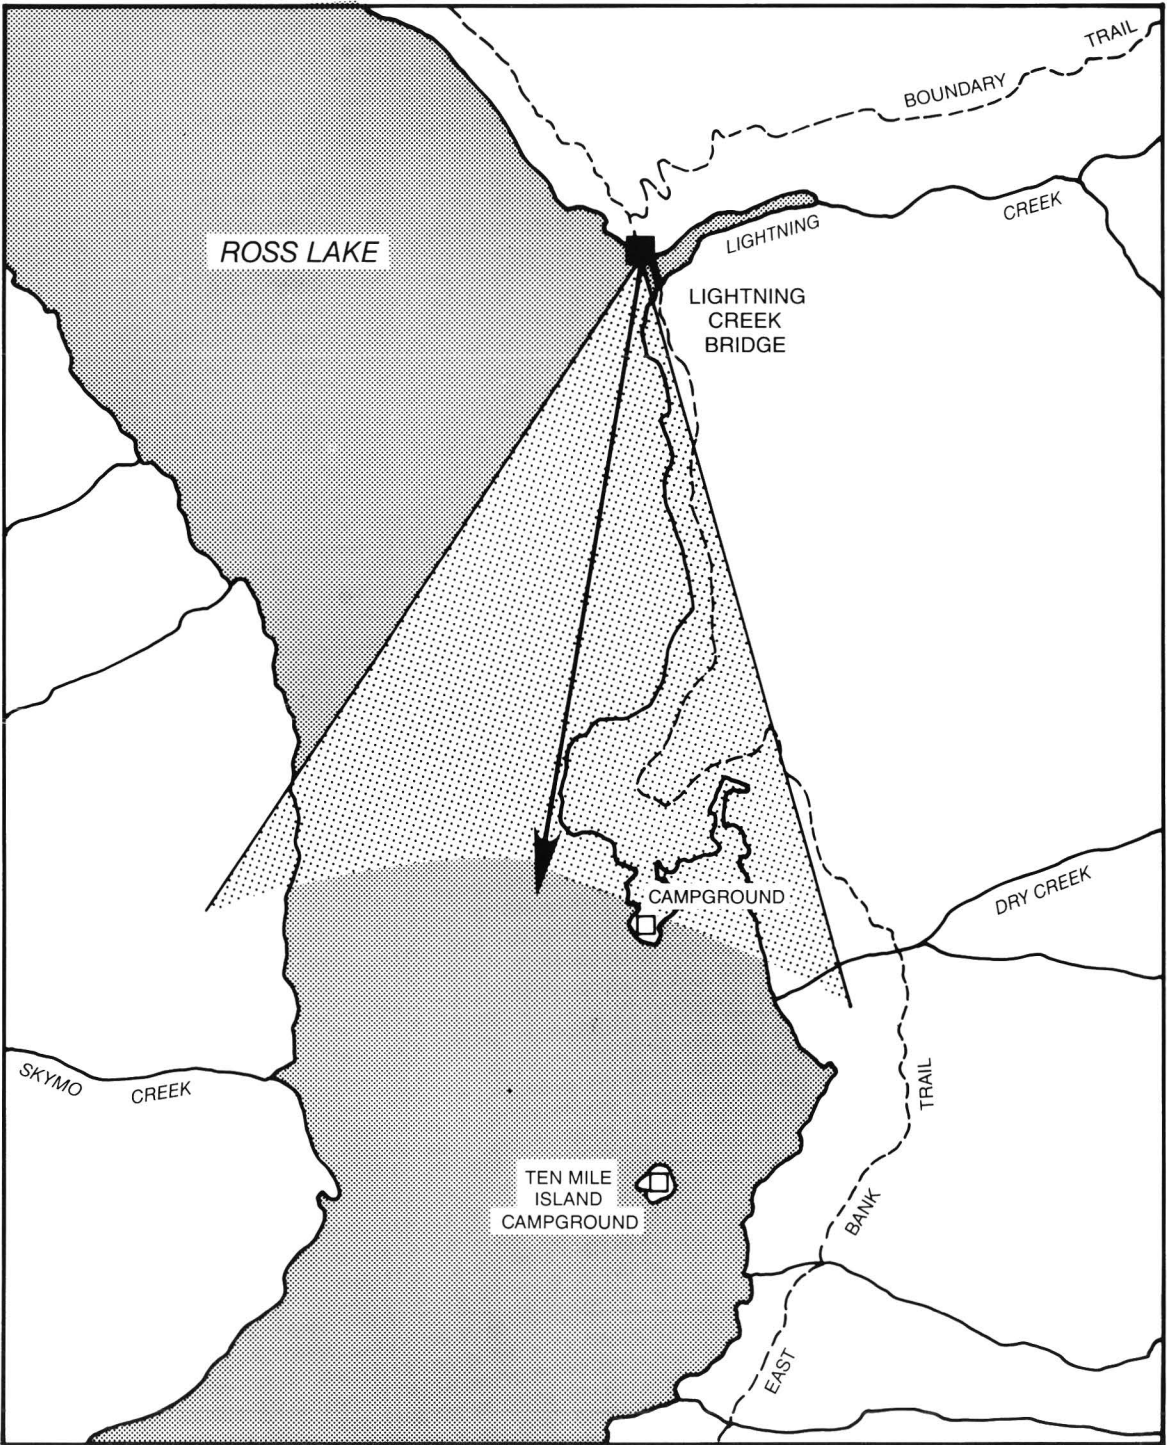 TRAIL
BOUNDARY
CREEK
LIGHTNING
ROSS LAKE
LIGHTNING
CREEK
BRIDGE
CAMPGROUND
DRY CREEK
SKYMO
CREEK
TRAIL
TEN MILE
ISLAND
CAMPGROUND
BANK
EAST